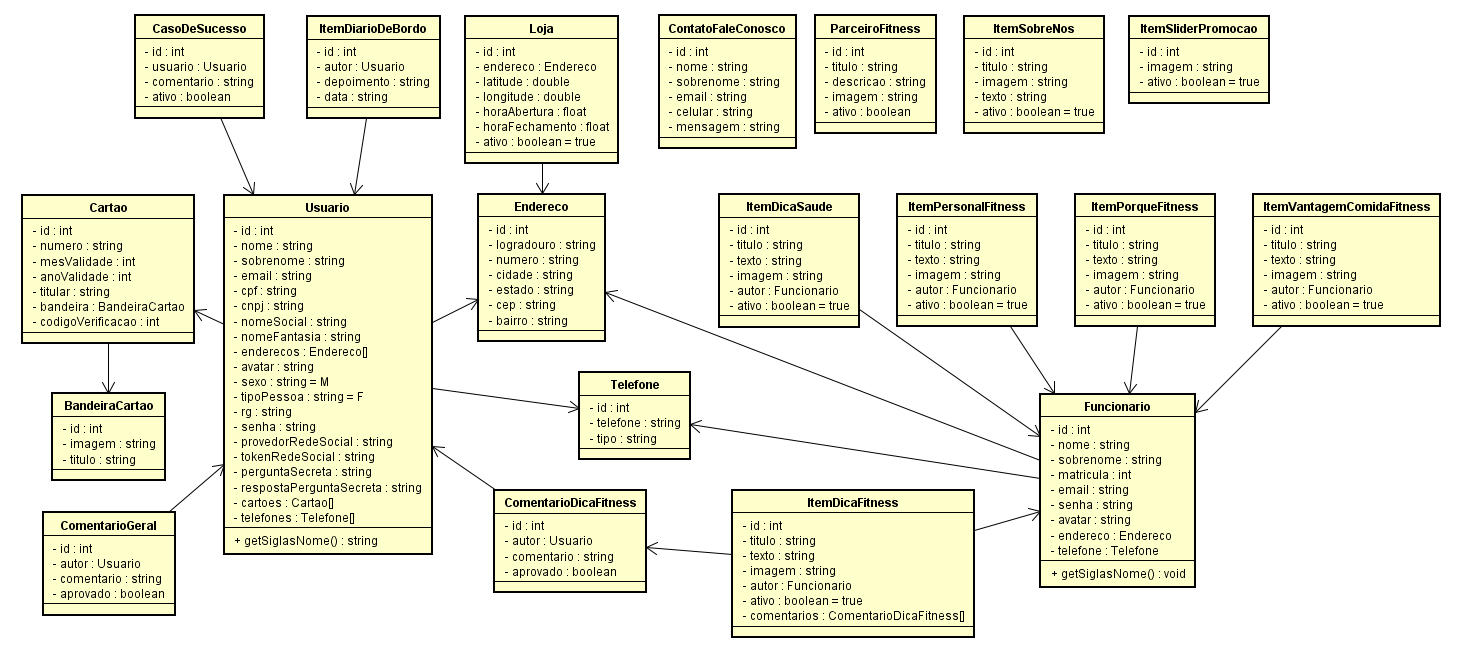 CasoDeSucesso
- id : int
- usuario : Usuario
- comentario : string
- ativo : boolean
ItemDiarioDeBordo
- id : int
- autor : Usuario
- depoimento : string
- data : string
Loja
- id : int
- endereco : Endereco
- latitude : double
- longitude : double
- horaAbertura : float
- horaFechamento : float
- ativo : boolean = true
ContatoFaleConosco
- id : int
- nome : string
- sobrenome : string
- email : string
- celular : string
- mensagem : string
ParceiroFitness
- id : int
- titulo : string
- descricao : string
- imagem : string
- ativo : boolean
ItemSobreNos
- id : int
- titulo : string
- imagem : string
- texto : string
- ativo : boolean = true
ItemSliderPromocao
- id : int
- imagem : string
- ativo : boolean = true
Cartao
- id : int
- numero : string
- mesValidade : int
- anoValidade : int
- titular : string
- bandeira : BandeiraCartao
- codigoVerificacao : int
Usuario
- id : int
- nome : string
- sobrenome : string
- email : string
- cpf : string
- cnpj : string
- nomeSocial : string
- nomeFantasia : string
- enderecos : Endereco[]
- avatar : string
- sexo : string = M
- tipoPessoa : string = F
- rg : string
- senha : string
- provedorRedeSocial : string
- tokenRedeSocial : string
- perguntaSecreta : string
- respostaPerguntaSecreta : string
- cartoes : Cartao[]
- telefones : Telefone[]
+ getSiglasNome() : string
Endereco
- id : int
- logradouro : string
- numero : string
- cidade : string
- estado : string
- cep : string
- bairro : string
ItemDicaSaude
- id : int
- titulo : string
- texto : string
- imagem : string
- autor : Funcionario
- ativo : boolean = true
ItemPersonalFitness
- id : int
- titulo : string
- texto : string
- imagem : string
- autor : Funcionario
- ativo : boolean = true
ItemPorqueFitness
- id : int
- titulo : string
- texto : string
- imagem : string
- autor : Funcionario
- ativo : boolean = true
ItemVantagemComidaFitness
- id : int
- titulo : string
- texto : string
- imagem : string
- autor : Funcionario
- ativo : boolean = true
BandeiraCartao
- id : int
- imagem : string
- titulo : string
Telefone
- id : int
- telefone : string
- tipo : string
Funcionario
- id : int
- nome : string
- sobrenome : string
- matricula : int
- email : string
- senha : string
- avatar : string
- endereco : Endereco
- telefone : Telefone
+ getSiglasNome() : void
ComentarioGeral
- id : int
- autor : Usuario
- comentario : string
- aprovado : boolean
ComentarioDicaFitness
- id : int
- autor : Usuario
- comentario : string
- aprovado : boolean
ItemDicaFitness
- id : int
- titulo : string
- texto : string
- imagem : string
- autor : Funcionario
- ativo : boolean = true
- comentarios : ComentarioDicaFitness[]